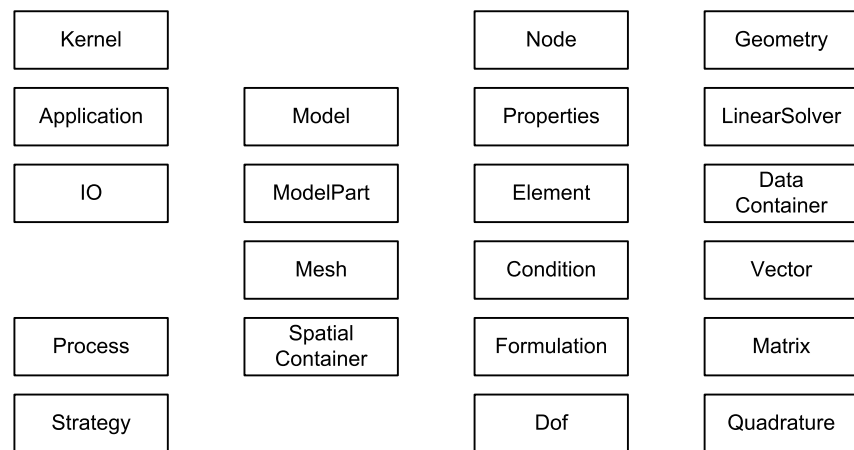 Kernel
Node
Geometry
Application
Model
Properties
LinearSolver
IO
ModelPart
Element
Data
Container
Mesh
Condition
Vector
Process
Spatial
Container
Formulation
Matrix
Strategy
Dof
Quadrature